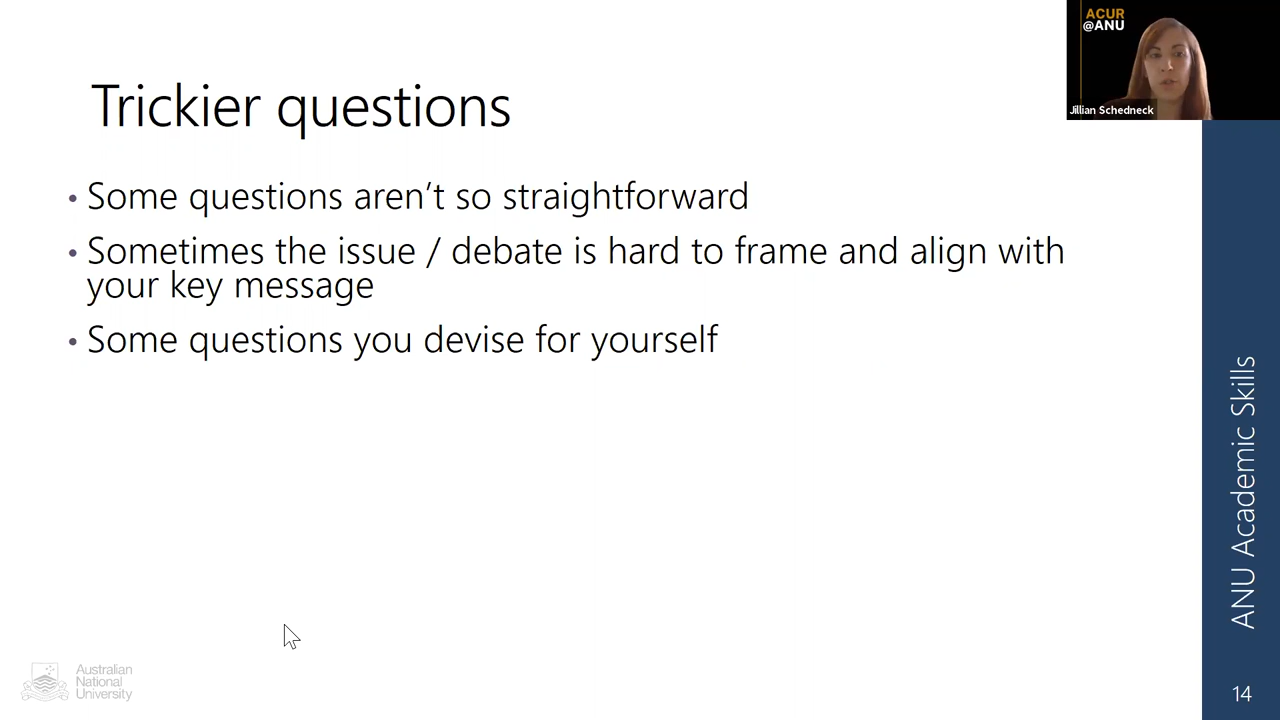 ACUR
@ANU
Jillian Schedneck
Trickier questions
• Some questions aren’t so straightforward
• Sometimes the issue / debate is hard to frame and align with
your key message
• Some questions you devise for yourself
ANU Academic Skills
Australian
National
University
14